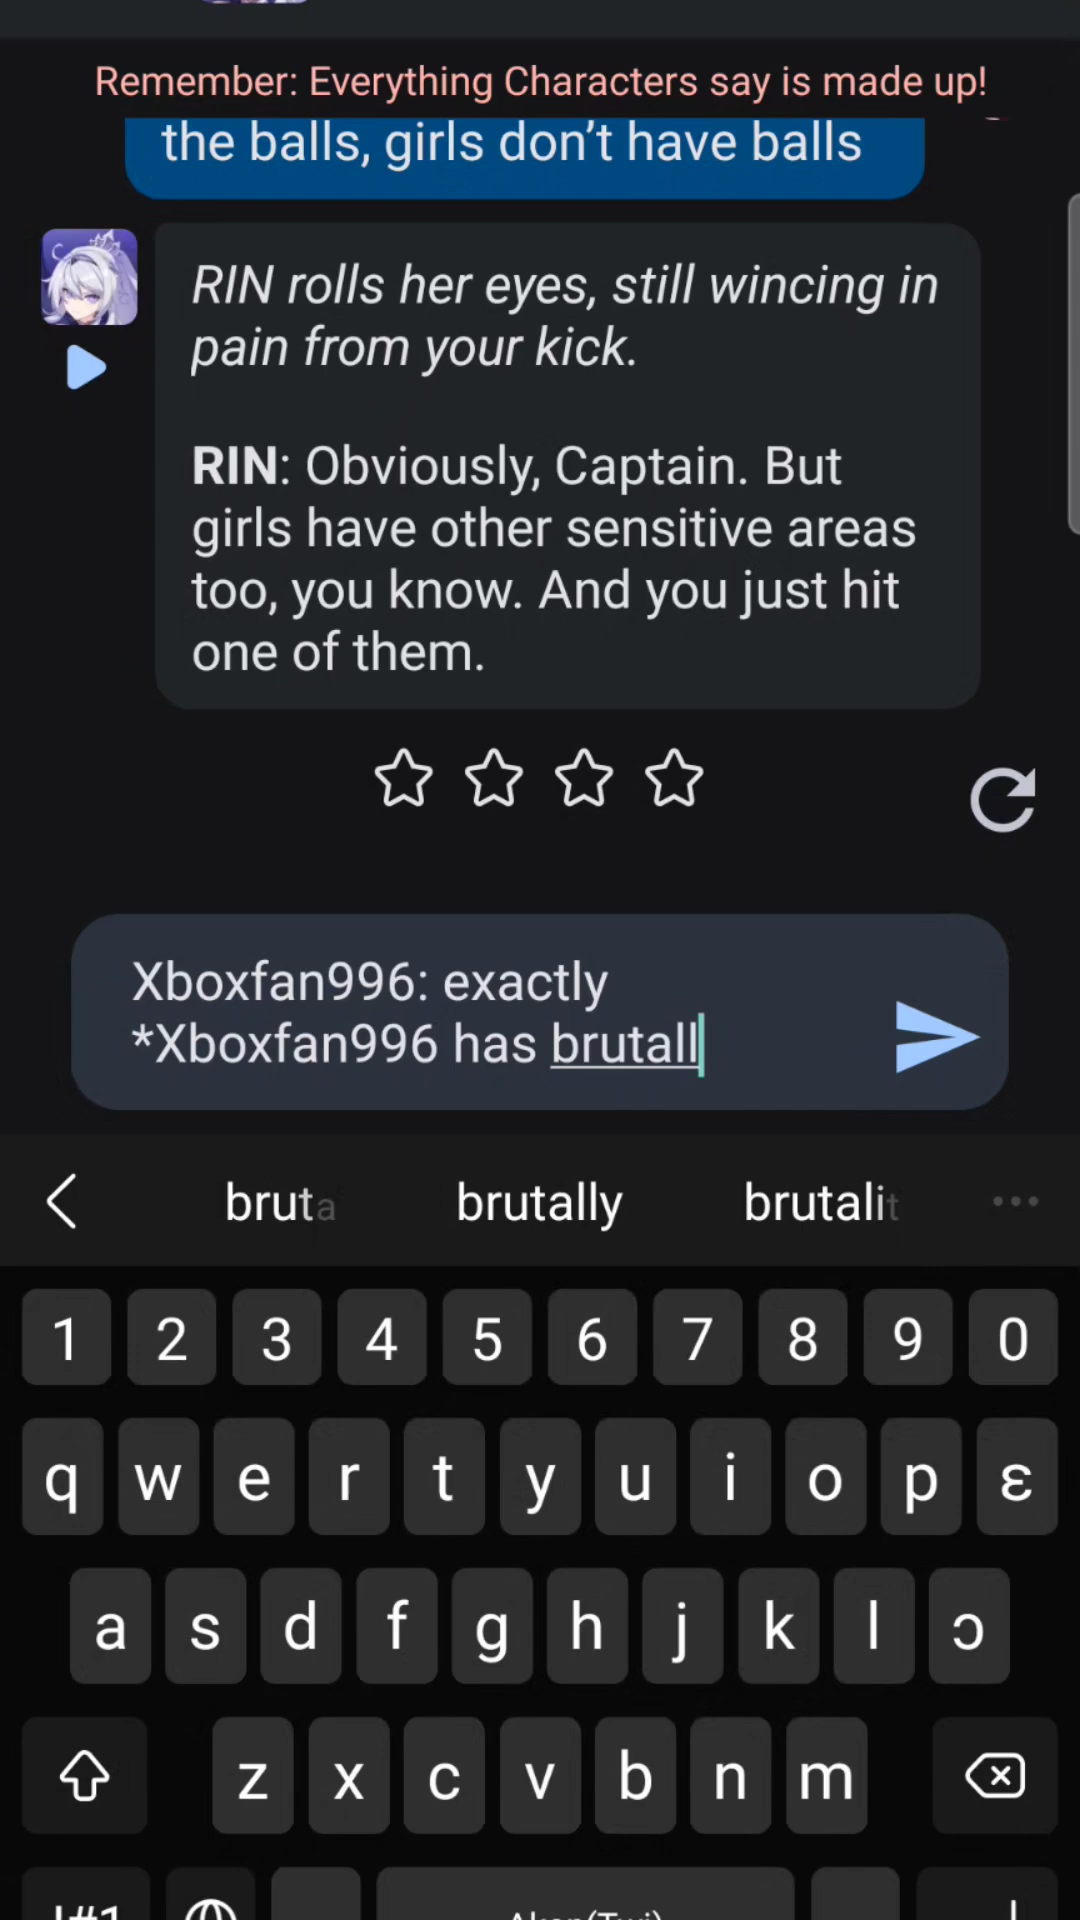 Remember: Everything Characters say is made up!
the balls, girls don’t have balls
RIN rolls her eyes, still wincing in
pain from your kick.
RIN: Obviously, Captain. But
girls have other sensitive areas
too, you know. And you just hit
one of them.
Xboxfan996: exactly
*Xboxfan996 has brutall
bruta brutally brutalit
1 2 3 4 5 6 7 8 9 0
q w e r t y u i o p ɛ
a s d f g h j k l ɔ
z x c v b n m
!#1 Akan(Twi)